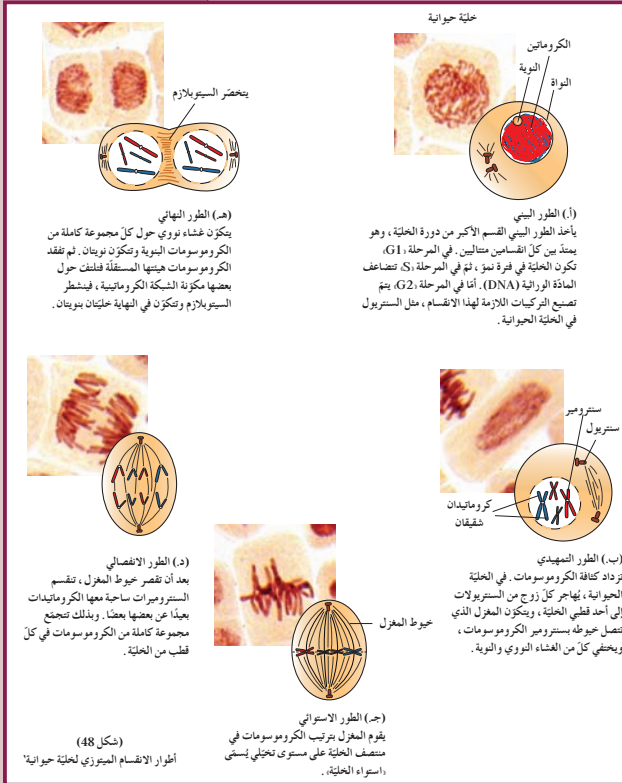 خليّة حيوانية
الكروماتين
النوية
النواة
(أ.) الطور البيني
يأخذ الطور البيني القسم الأكبر من دورة الخليّة ، وهو
يمتدّ بين كلّ انقسامين متتاليين . في المرحلة «G1»
تكون الخليّة في فترة نموّ ، ثمّ في المرحلة «S» تتضاعف
المادّة الوراثية (DNA) . أمّا في المرحلة «G2» يتمّ
تصنيع التركيبات اللازمة لهذا الانقسام ، مثل السنتريول
في الخليّة الحيوانية .
سنترومير
سنتريول
كروماتيدان
شقيقان
(ب.) الطور التمهيدي
تزداد كثافة الكروموسومات . في الخليّة
الحيوانية ، يُهاجر كلّ زوج من السنتريولات
إلى أحد قطبي الخليّة ، ويتكوّن المغزل الذي
تتصل خيوطه بسنترومير الكروموسومات ،
ويختفي كلّ من الغشاء النووي والنوية .
خيوط المغزل
(جـ.) الطور الاستوائي
يقوم المغزل بترتيب الكروموسومات في
منتصف الخليّة على مستوى تخيّلي يُسمّى
«استواء الخليّة» .
(د.) الطور الانفصالي
بعد أن تقصر خيوط المغزل ، تنقسم
السنتروميرات ساحبة معها الكروماتيدات
بعيدًا عن بعضها بعضًا . وبذلك تتجمّع
مجموعة كاملة من الكروموسومات في كلّ
قطب من الخليّة .
يتخصّر السيتوبلازم
(هـ.) الطور النهائي
يتكوّن غشاء نووي حول كلّ مجموعة كاملة من
الكروموسومات البنوية وتتكوّن نويتان . ثم تفقد
الكروموسومات هيئتها المستقلّة فتلتفّ حول
بعضها مكوّنة الشبكة الكروماتينية ، فينشطر
السيتوبلازم وتتكوّن في النهاية خليّتان بنويتان .
(شكل 48)
أطوار الانقسام الميتوزي لخليّة حيوانية'